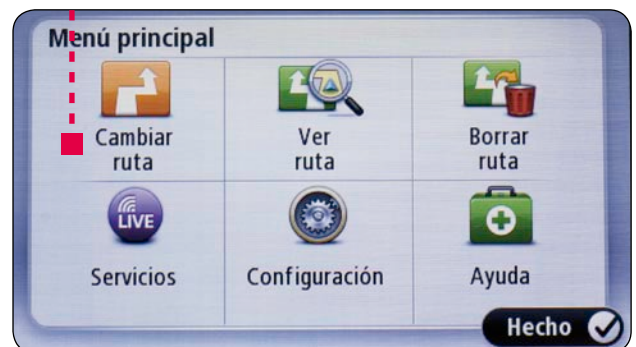 Menú principal
Cambiar
ruta
Ver
ruta
Borrar
ruta
LIVE
Servicios
Configuración
Ayuda
Hecho